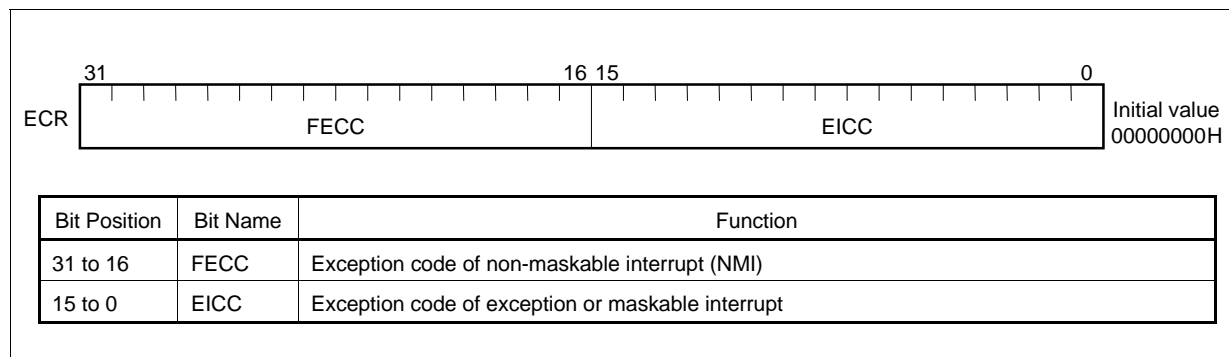 31 16 15 0
ECR FECC EICC Initial value
00000000H
Bit Position Bit Name Function
31 to 16 FECC Exception code of non-maskable interrupt (NMI)
15 to 0 EICC Exception code of exception or maskable interrupt